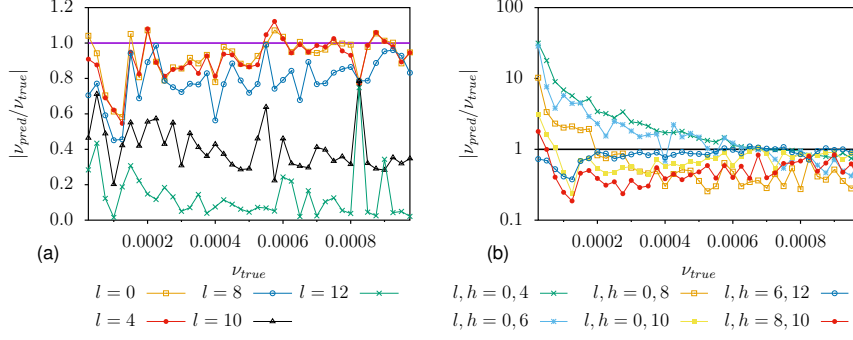 |ν_pred/ν_true|
1.2
1.0
0.8
0.6
0.4
0.2
0.0
0.0002 0.0004 0.0006 0.0008
(a)
ν_true
l = 0 l = 8 l = 12
l = 4 l = 10
|ν_pred/ν_true|
100
10
1
0.1
0.0002 0.0004 0.0006 0.0008
(b)
ν_true
l, h = 0, 4 l, h = 0, 8 l, h = 6, 12
l, h = 0, 6 l, h = 0, 10 l, h = 8, 10